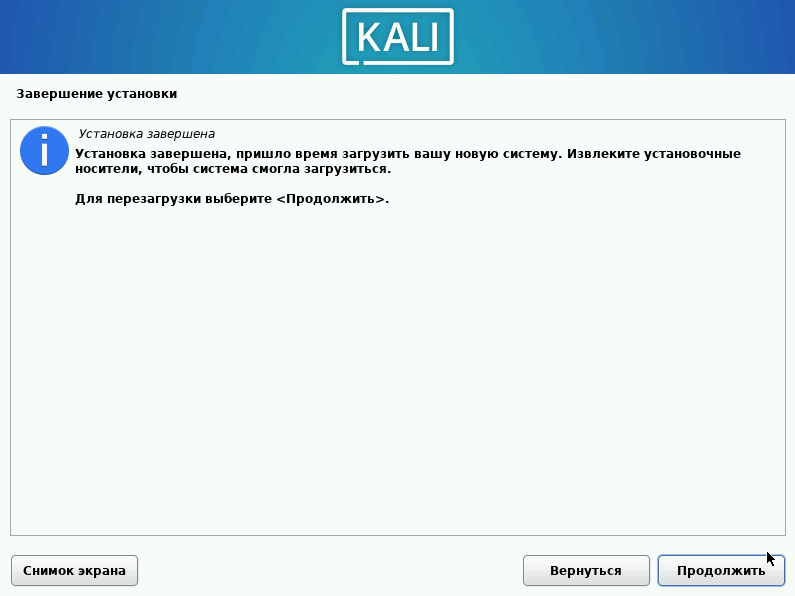 KALI
Завершение установки
i
Установка завершена
Установка завершена, пришло время загрузить вашу новую систему. Извлеките установочные
носители, чтобы система смогла загрузиться.
Для перезагрузки выберите <Продолжить>.
Снимок экрана
Вернуться
Продолжить